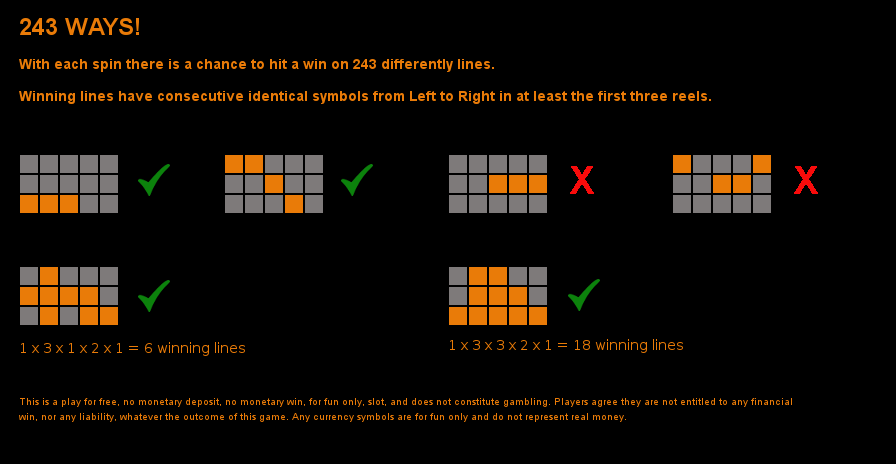 243 WAYS!
With each spin there is a chance to hit a win on 243 differently lines.
Winning lines have consecutive identical symbols from Left to Right in at least the first three reels.
X
X
1 x 3 x 1 x 2 x 1 = 6 winning lines
1 x 3 x 3 x 2 x 1 = 18 winning lines
This is a play for free, no monetary deposit, no monetary win, for fun only, slot, and does not constitute gambling. Players agree they are not entitled to any financial
win, nor any liability, whatever the outcome of this game. Any currency symbols are for fun only and do not represent real money.